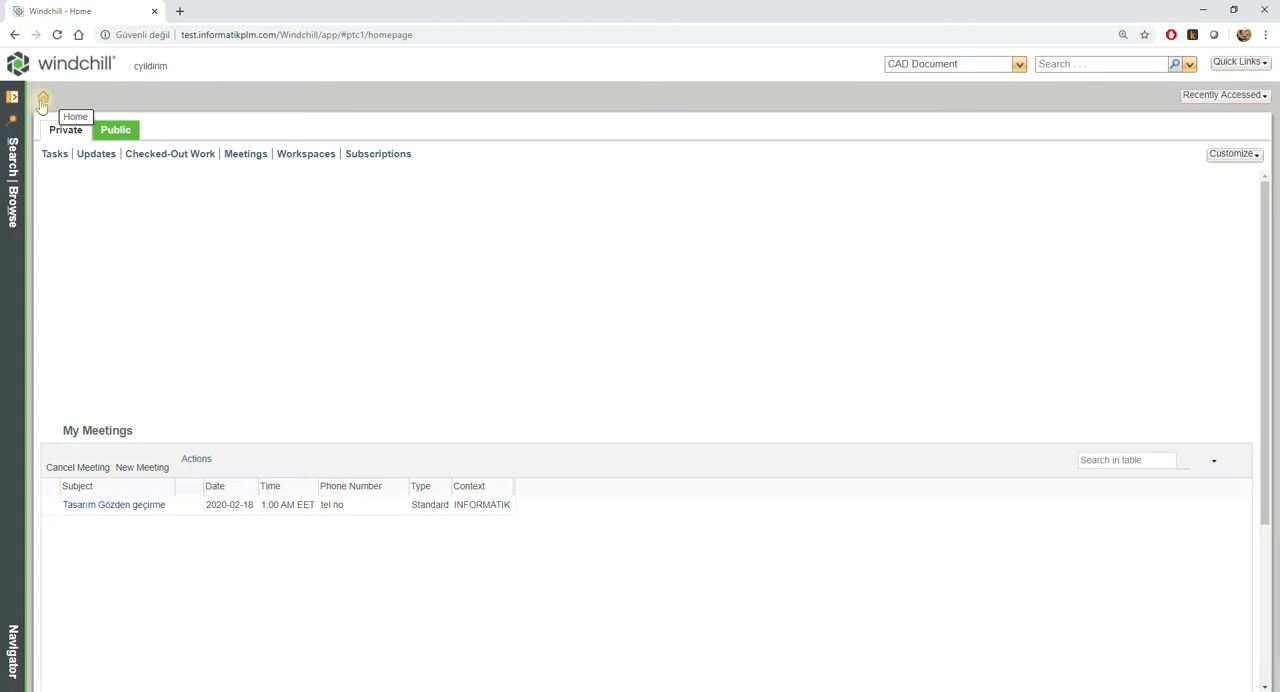 Windchill - Home
Güvenli değil | test.informatikplm.com/Windchill/app/#ptc1/homepage
windchill® cyildirim
CAD Document
Search . . .
Quick Links
Recently Accessed
Home
Private Public
Tasks | Updates | Checked-Out Work | Meetings | Workspaces | Subscriptions
Customize
Search | Browse
Navigator
My Meetings
Actions
Cancel Meeting New Meeting
Search in table
Subject Date Time Phone Number Type Context
Tasarım Gözden geçirme 2020-02-18 1:00 AM EET tel no Standard INFORMATIK